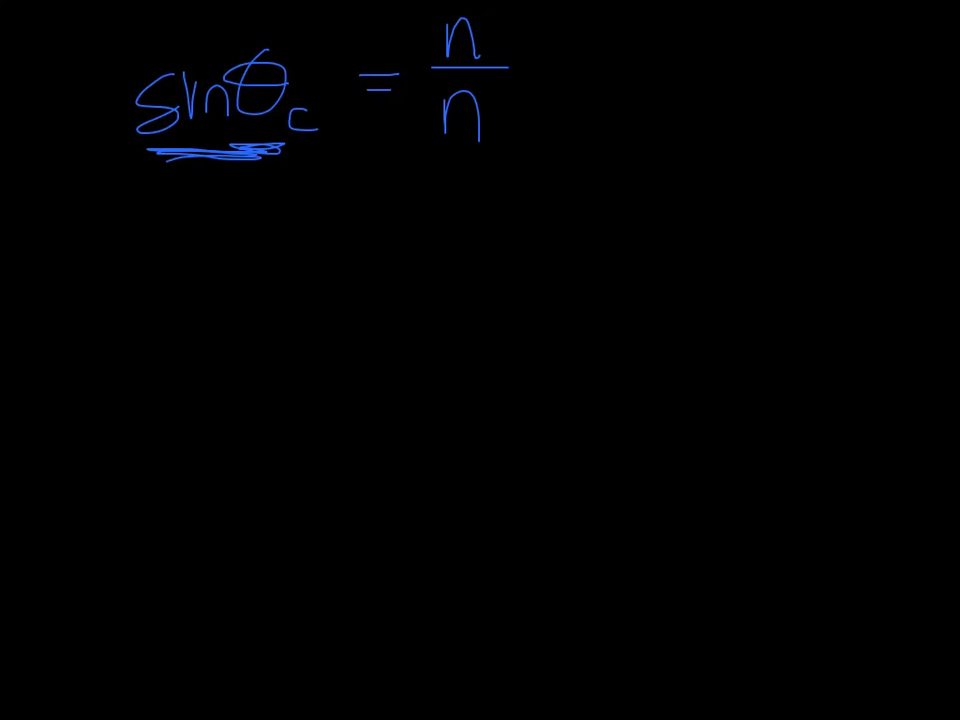 sinθc = n/n